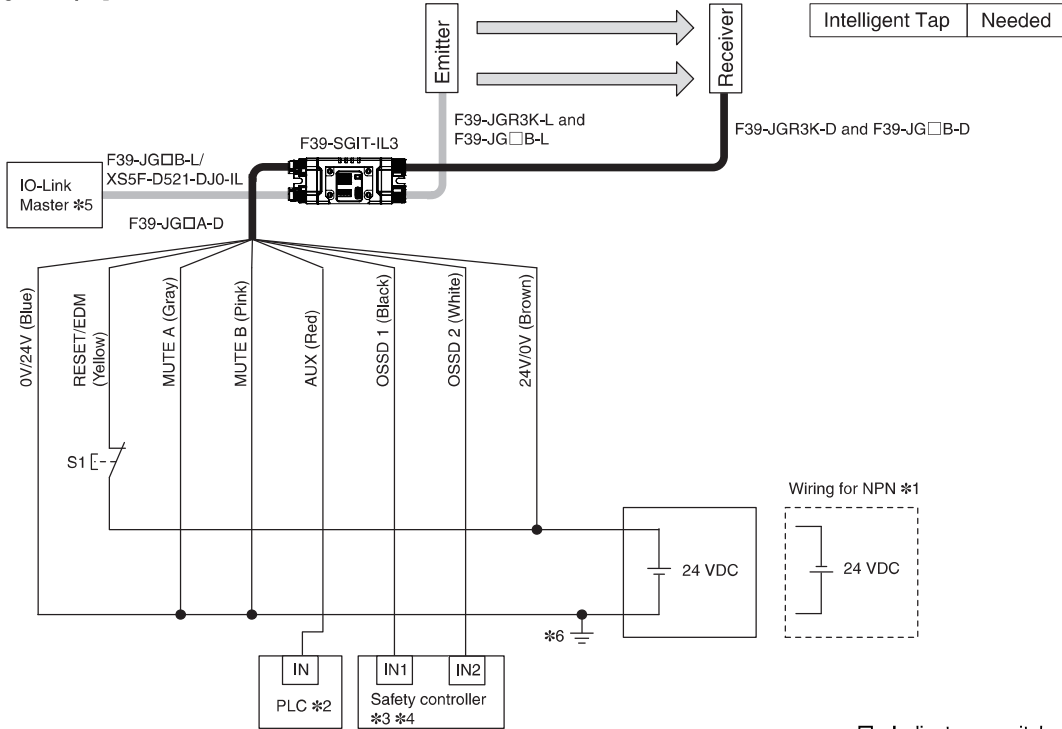 Emitter
Receiver
Intelligent Tap Needed
F39-JGR3K-L and
F39-JG□B-L
F39-JGR3K-D and F39-JG□B-D
F39-SGIT-IL3
F39-JG□B-L/
XS5F-D521-DJ0-IL
IO-Link
Master ✻5
F39-JG□A-D
0V/24V (Blue)
RESET/EDM
(Yellow)
MUTE A (Gray)
MUTE B (Pink)
AUX (Red)
OSSD 1 (Black)
OSSD 2 (White)
24V/0V (Brown)
S1
Wiring for NPN ✻1
24 VDC
24 VDC
✻6
IN
IN1
IN2
PLC ✻2
Safety controller
✻3 ✻4